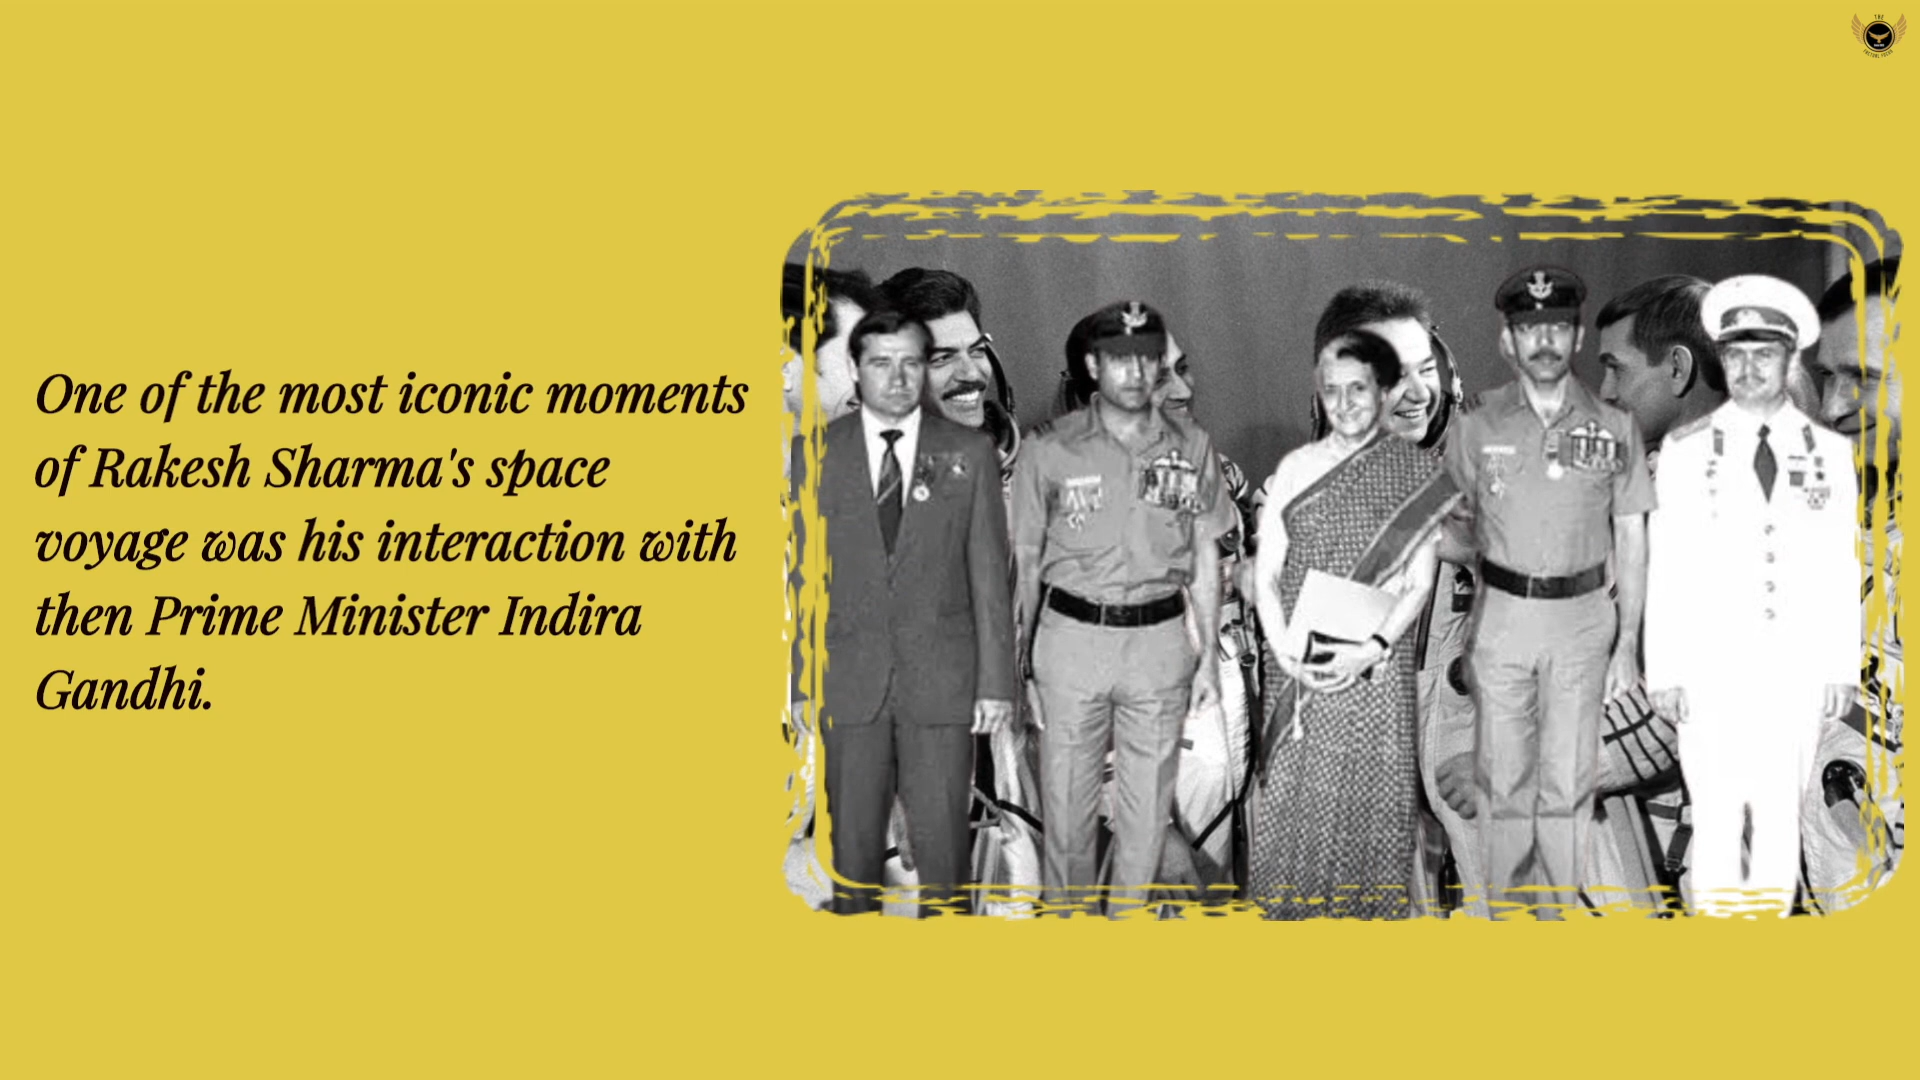 One of the most iconic moments
of Rakesh Sharma's space
voyage was his interaction with
then Prime Minister Indira
Gandhi.
THE